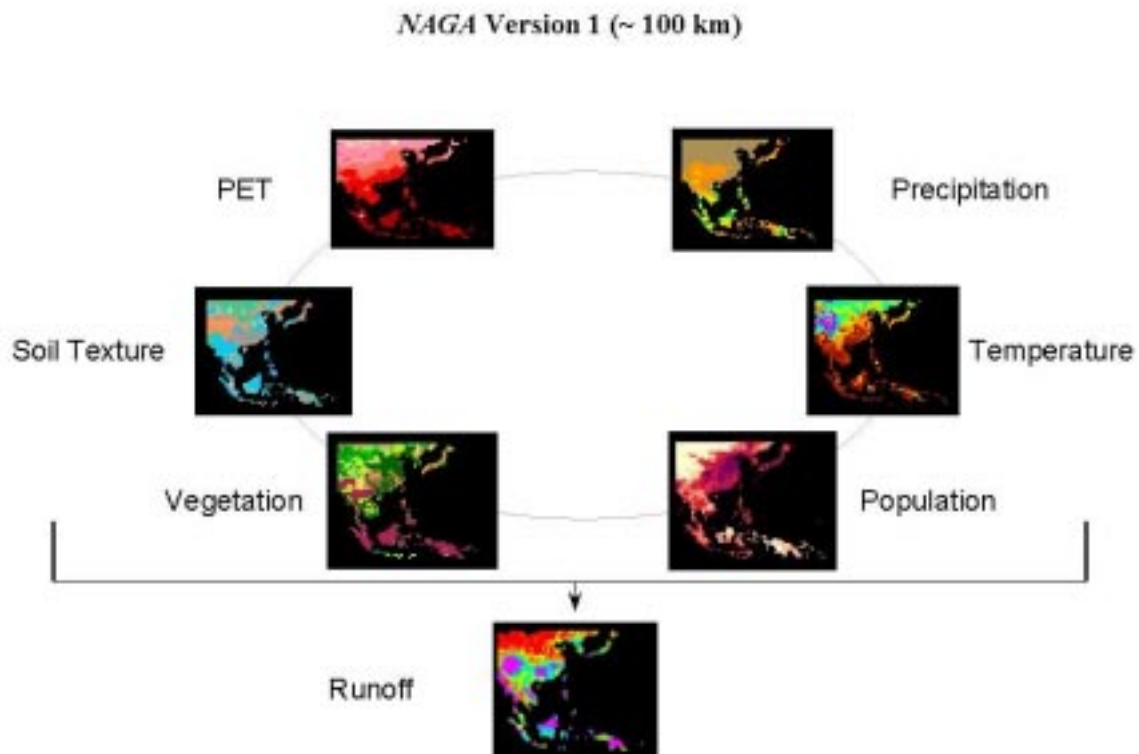 NAGA Version 1 (~ 100 km)
PET
Precipitation
Soil Texture
Temperature
Vegetation
Population
Runoff